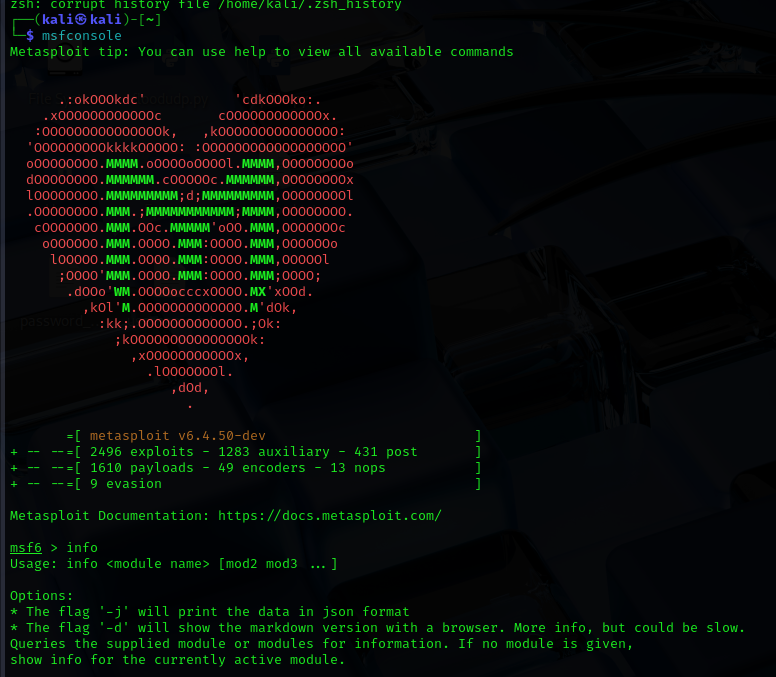 zsh: corrupt history file /home/kali/.zsh_history
┌──(kali㉿kali)-[~]
└─$ msfconsole
Metasploit tip: You can use help to view all available commands
     .:okOOOkdc'           'cdkOOOko:.
    .xOOOOOOOOOOOOc       cOOOOOOOOOOOOx.
   :OOOOOOOOOOOOOOOk,   ,kOOOOOOOOOOOOOOO:
  'OOOOOOOOOkkkkOOOOO: :OOOOOOOOOOOOOOOOOO'
  oOOOOOOOO.MMMM.oOOOOoOOOOl.MMMM,OOOOOOOOo
  dOOOOOOOO.MMMMMM.cOOOOOc.MMMMMM,OOOOOOOOx
  lOOOOOOOO.MMMMMMMMM;d;MMMMMMMMM,OOOOOOOOl
  .OOOOOOOO.MMM.;MMMMMMMMMMM;MMMM,OOOOOOOO.
   cOOOOOOO.MMM.OOc.MMMMM'oOO.MMM,OOOOOOOc
    oOOOOOO.MMM.OOOO.MMM:OOOO.MMM,OOOOOOo
     lOOOOO.MMM.OOOO.MMM:OOOO.MMM,OOOOOl
      ;OOOO'MMM.OOOO.MMM:OOOO.MMM;OOOO;
       .dOOo'WM.OOOOocccxOOOO.MX'xOOd.
         ,kOl'M.OOOOOOOOOOOOO.M'dOk,
           :kk;.OOOOOOOOOOOOO.;Ok:
             ;kOOOOOOOOOOOOOOOk:
               ,xOOOOOOOOOOOx,
                 .lOOOOOOOl.
                    ,dOd,
                      .
       =[ metasploit v6.4.50-dev                          ]
+ -- --=[ 2496 exploits - 1283 auxiliary - 431 post       ]
+ -- --=[ 1610 payloads - 49 encoders - 13 nops           ]
+ -- --=[ 9 evasion                                       ]
Metasploit Documentation: https://docs.metasploit.com/
msf6 > info
Usage: info <module name> [mod2 mod3 ...]
Options:
* The flag '-j' will print the data in json format
* The flag '-d' will show the markdown version with a browser. More info, but could be slow.
Queries the supplied module or modules for information. If no module is given,
show info for the currently active module.